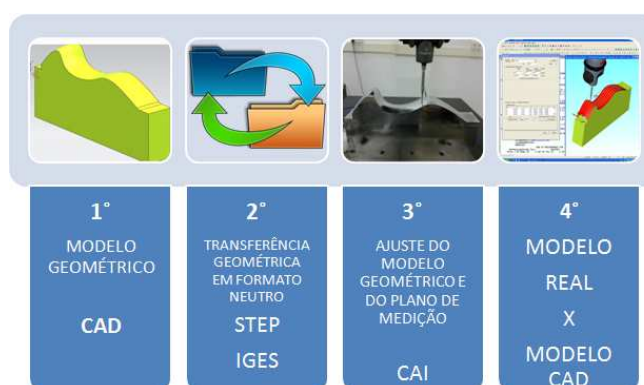 1°
MODELO
GEOMÉTRICO
CAD
2°
TRANSFERÊNCIA
GEOMÉTRICA
EM FORMATO
NEUTRO
STEP
IGES
3°
AJUSTE DO
MODELO
GEOMÉTRICO E
DO PLANO DE
MEDIÇÃO
CAI
4°
MODELO
REAL
X
MODELO
CAD